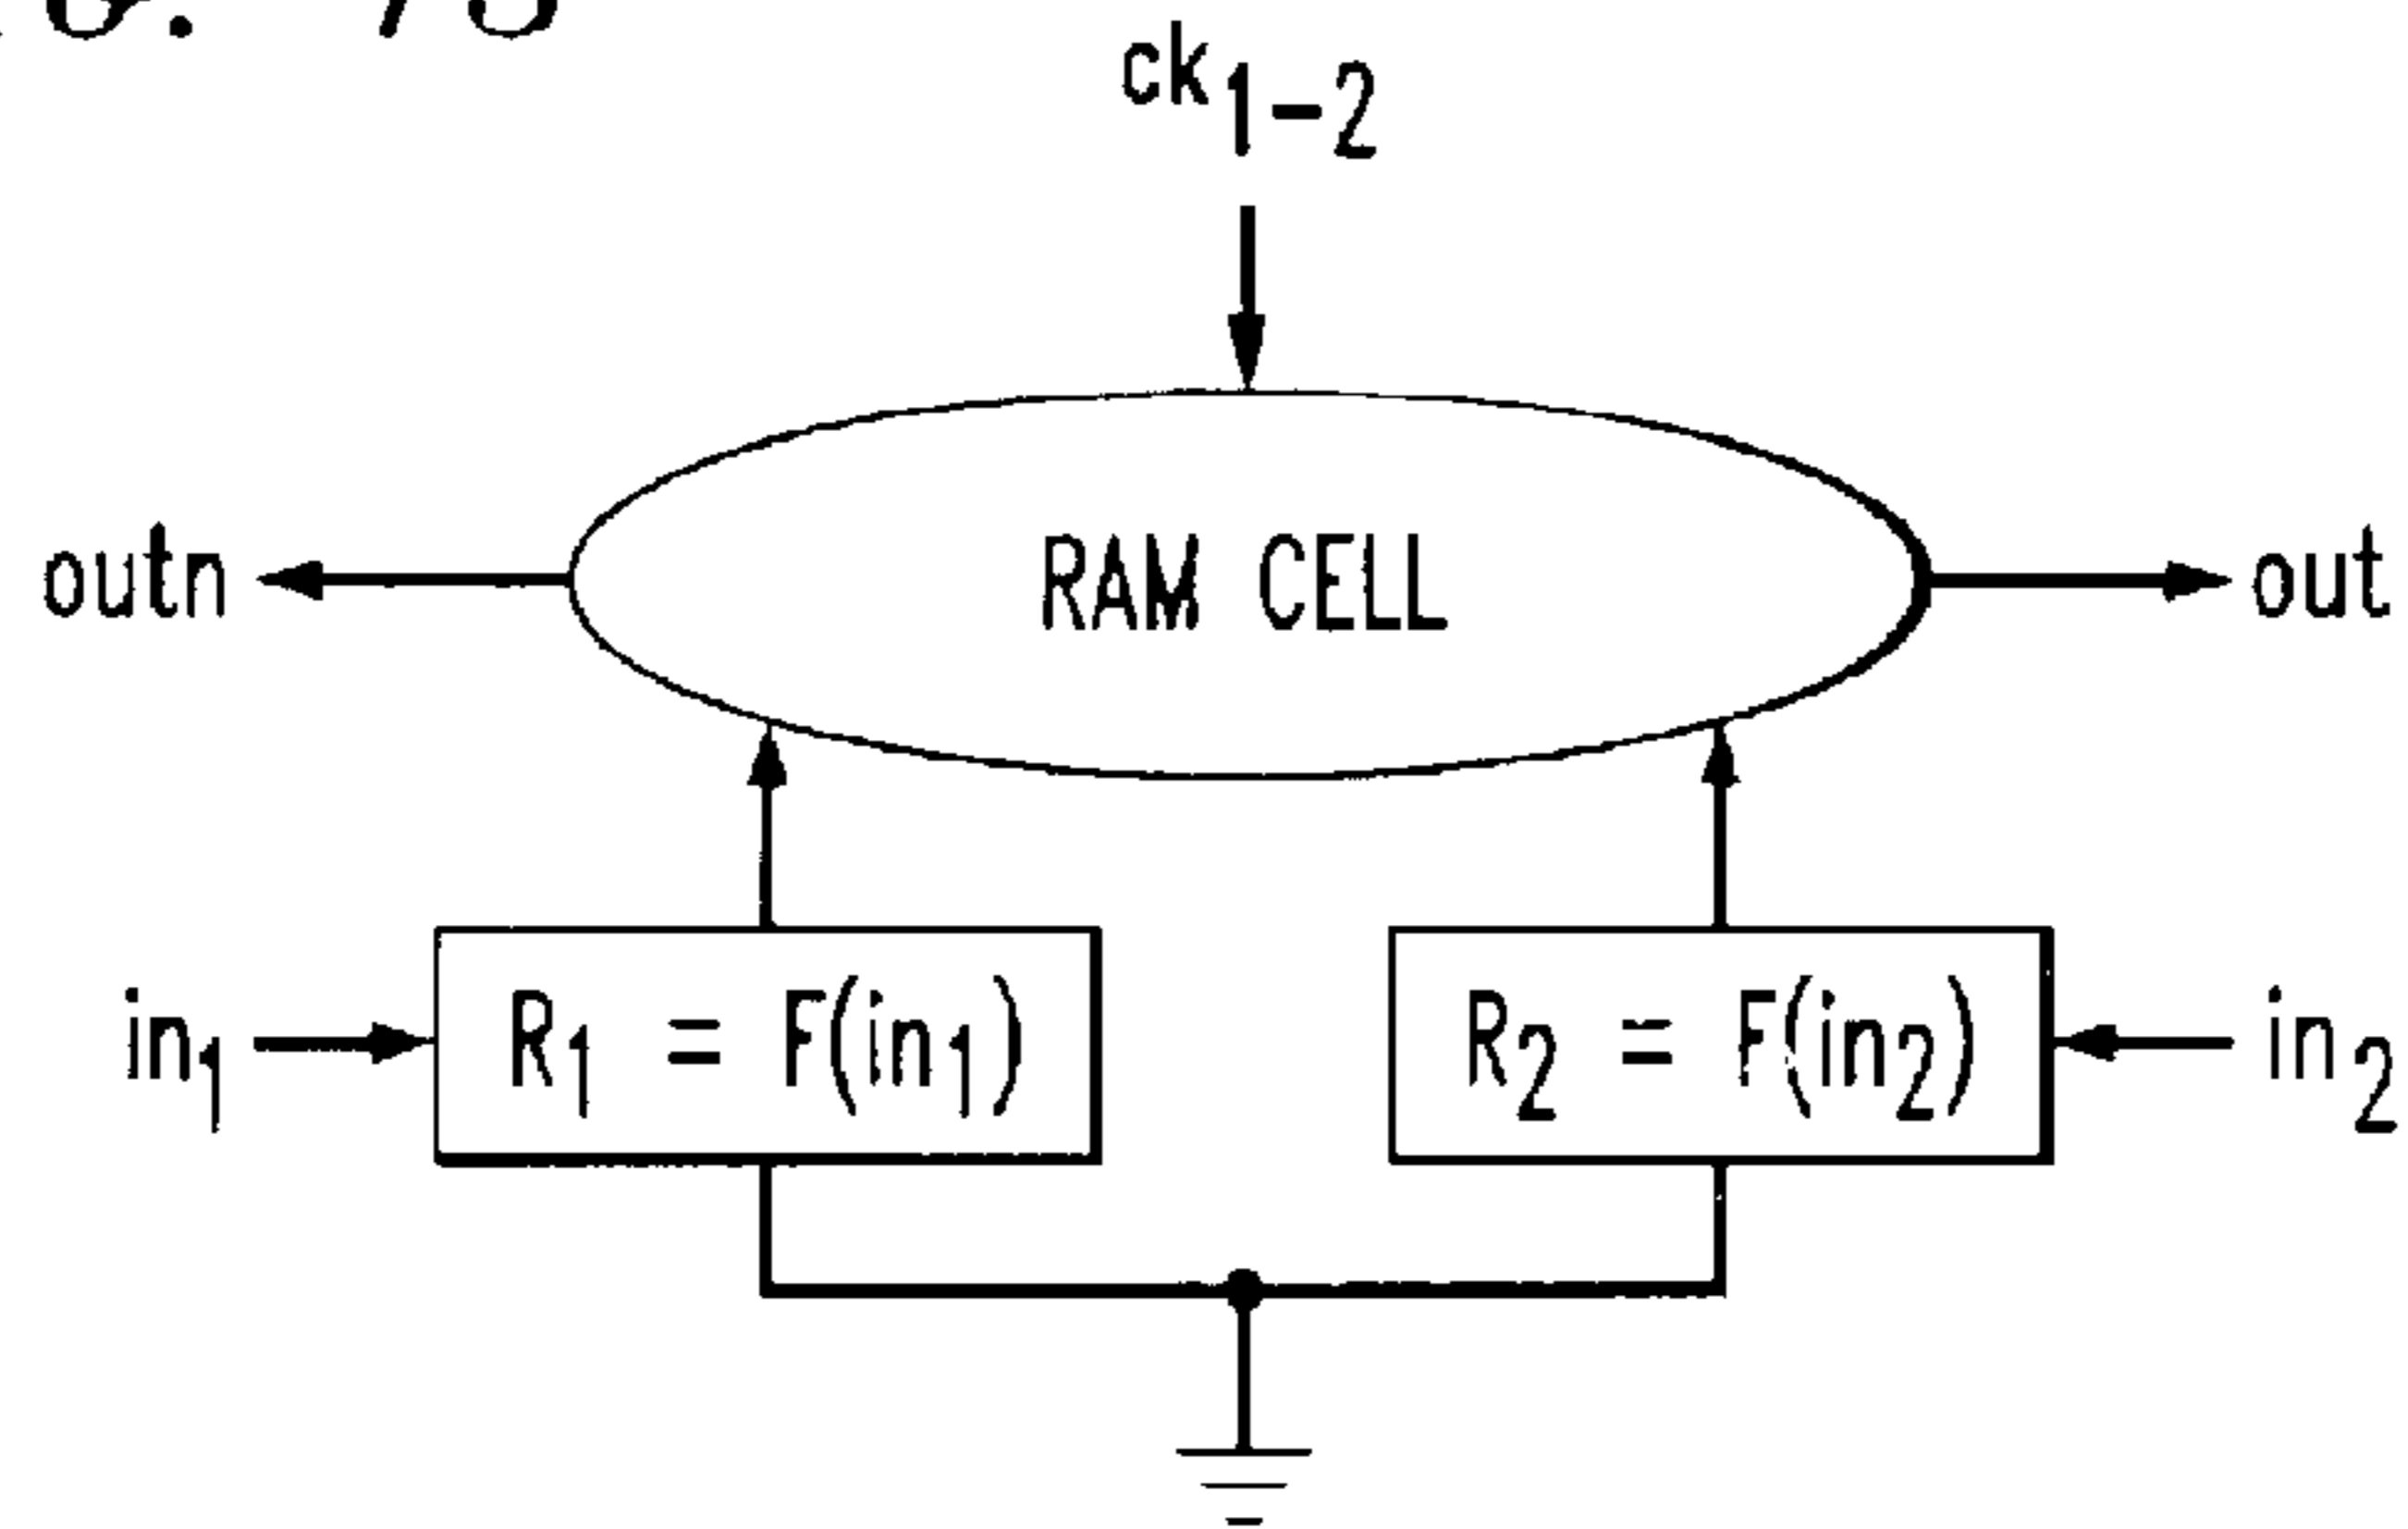 ck1-2
outn
RAM CELL
out
in1
R1 = F(in1)
R2 = F(in2)
in2